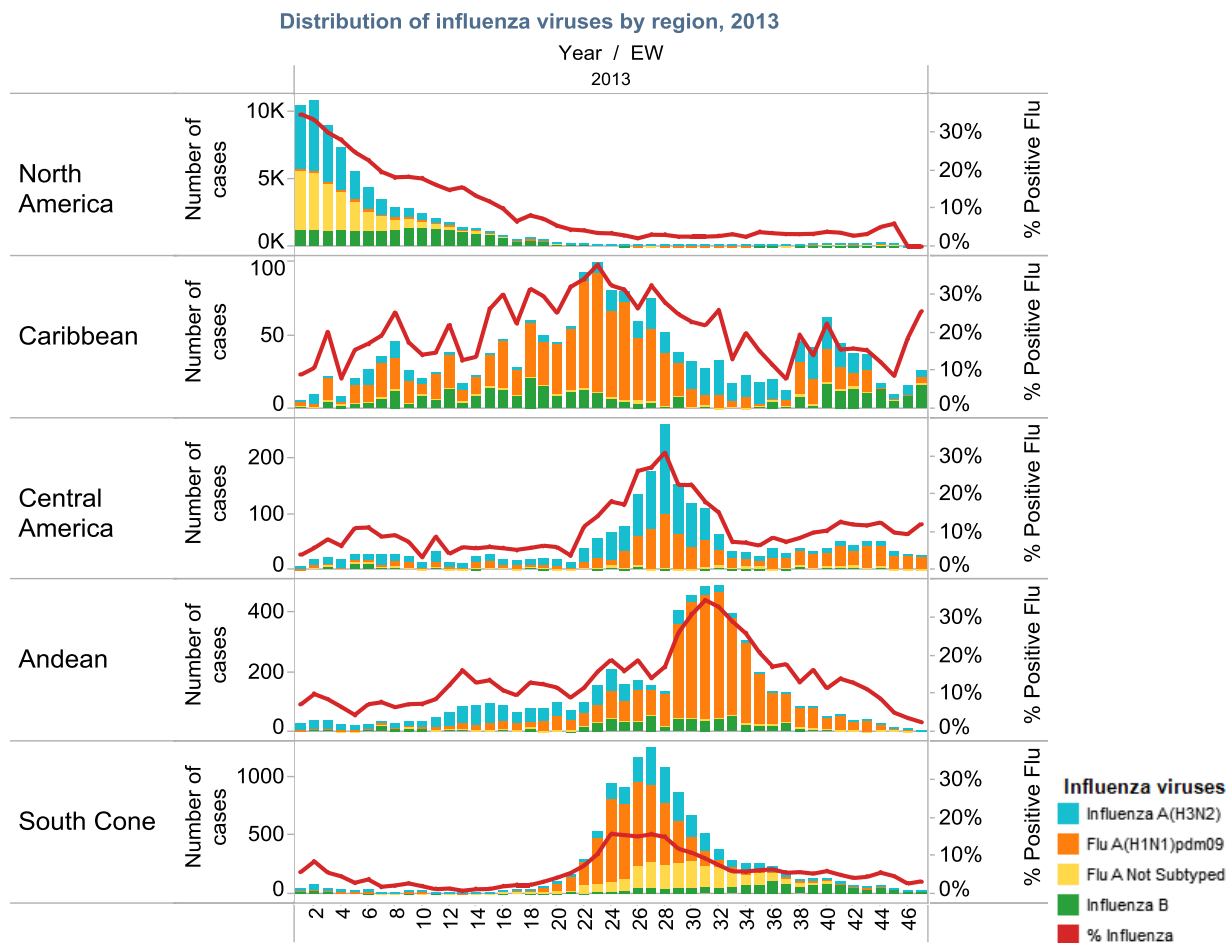 Distribution of influenza viruses by region, 2013
Year / EW
2013
North
America
Number of
cases
10K
5K
0K
30%
20%
10%
0%
% Positive Flu
Caribbean
Number of
cases
100
50
0
30%
20%
10%
0%
% Positive Flu
Central
America
Number of
cases
200
100
0
30%
20%
10%
0%
% Positive Flu
Andean
Number of
cases
400
200
0
30%
20%
10%
0%
% Positive Flu
South Cone
Number of
cases
1000
500
0
30%
20%
10%
0%
% Positive Flu
2 4 6 8 10 12 14 16 18 20 22 24 26 28 30 32 34 36 38 40 42 44 46
Influenza viruses
Influenza A(H3N2)
Flu A(H1N1)pdm09
Flu A Not Subtyped
Influenza B
% Influenza